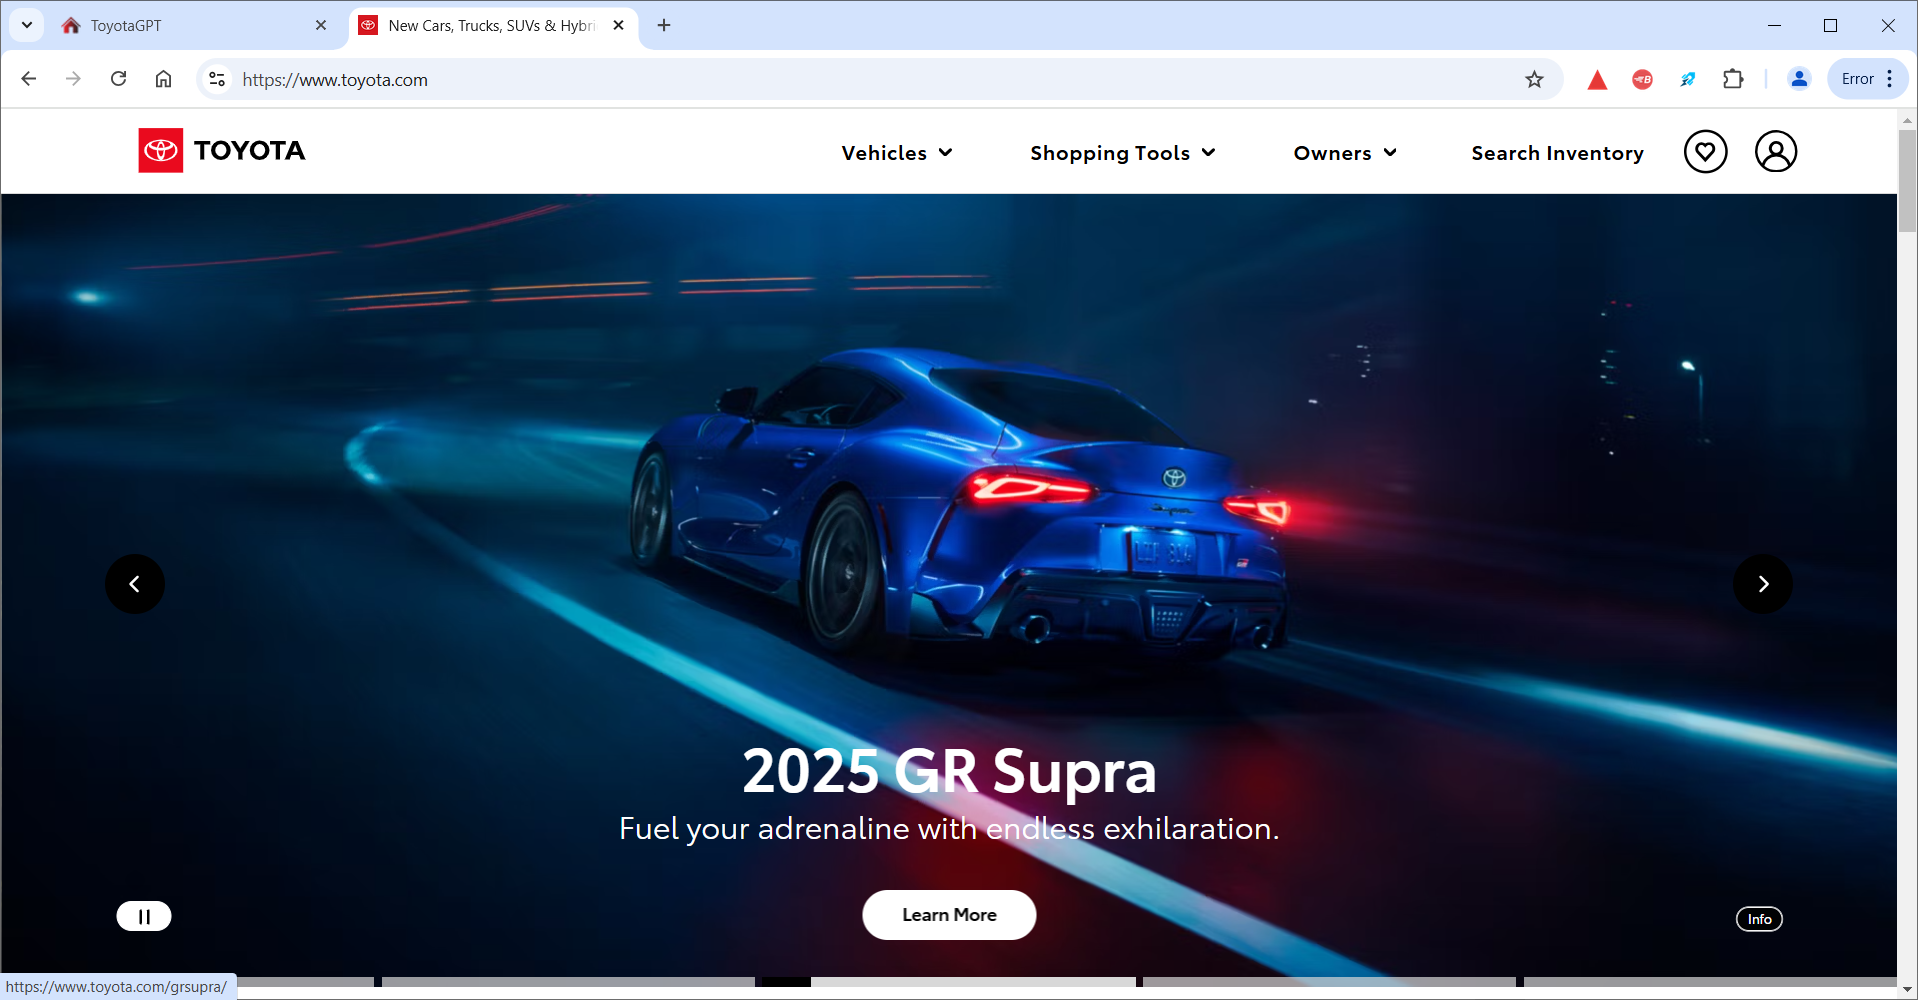 ToyotaGPT
New Cars, Trucks, SUVs & Hybri
https://www.toyota.com
Error
TOYOTA
Vehicles
Shopping Tools
Owners
Search Inventory
Supra
2025 GR Supra
Fuel your adrenaline with endless exhilaration.
Learn More
Info
https://www.toyota.com/grsupra/